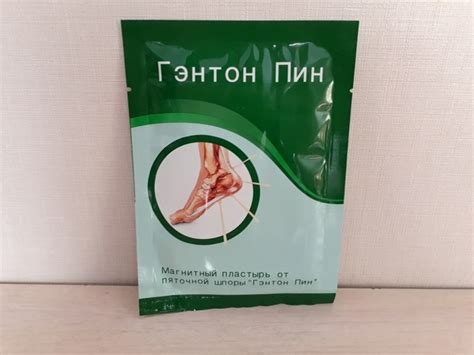 Гэнтон Пин
Магнитный пластырь от
пяточной шпоры "Гэнтон Пин"